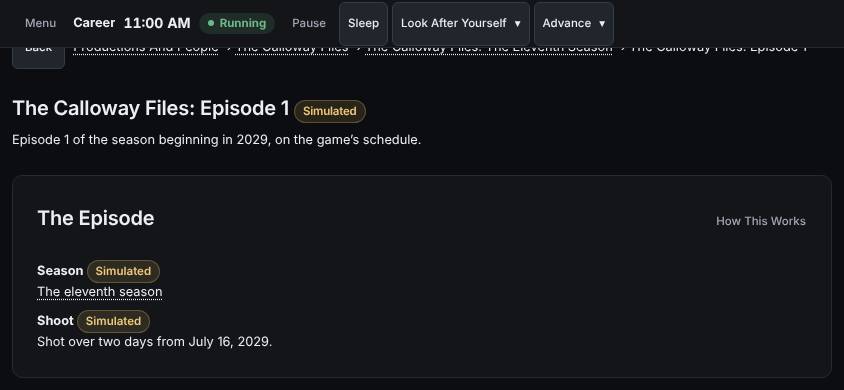 Menu Career 11:00 AM Running Pause Sleep Look After Yourself ▾ Advance ▾
Back Productions And People › The Calloway Files › The Calloway Files: The Eleventh Season › The Calloway Files: Episode 1
The Calloway Files: Episode 1 Simulated
Episode 1 of the season beginning in 2029, on the game’s schedule.
The Episode How This Works
Season Simulated
The eleventh season
Shoot Simulated
Shot over two days from July 16, 2029.